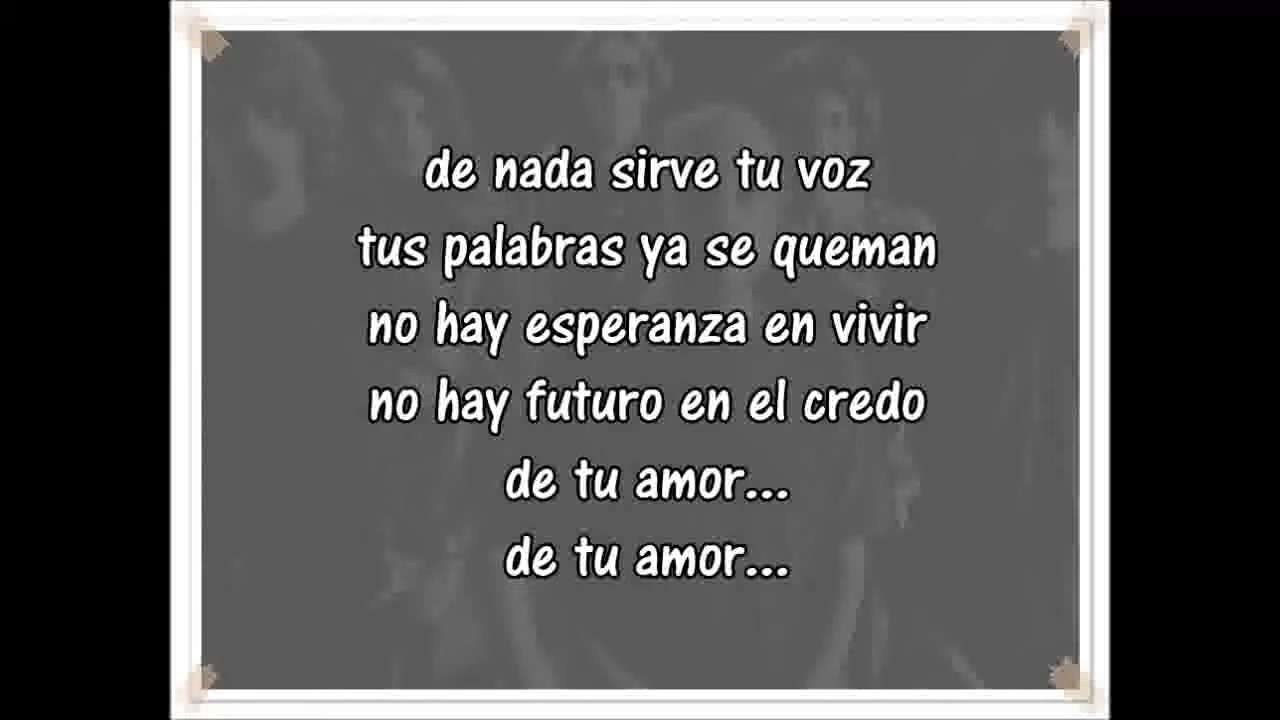 de nada sirve tu voz
tus palabras ya se queman
no hay esperanza en vivir
no hay futuro en el credo
de tu amor...
de tu amor...